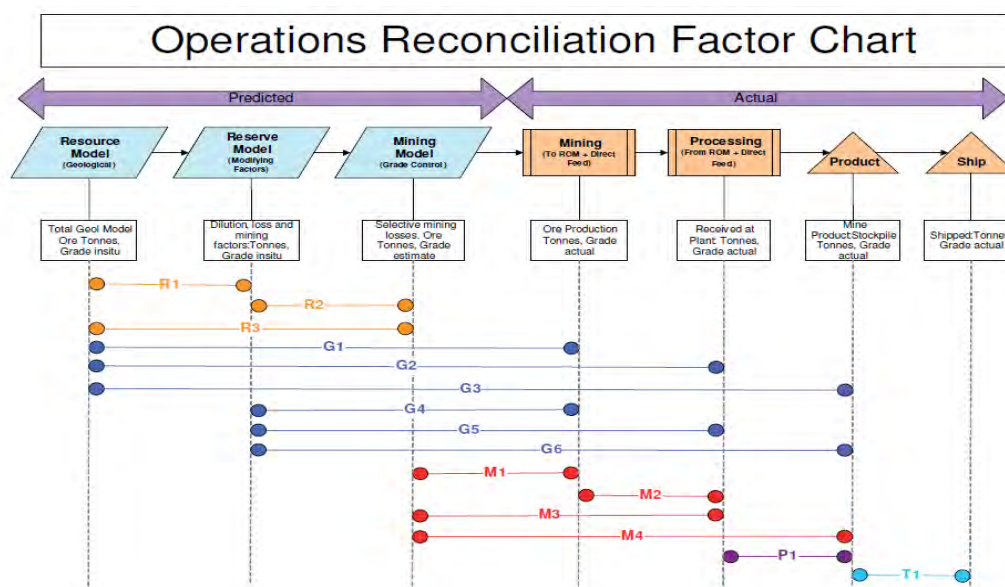 Operations Reconciliation Factor Chart
Predicted
Actual
Resource
Model
(Geological)
Reserve
Model
(Modifying
Factors)
Mining
Model
(Grade Control)
Mining
(To ROM + Direct
Feed)
Processing
(From ROM + Direct
Feed)
Product
Ship
Total Geol Model
Ore Tonnes,
Grade insitu
Dilution, loss and
mining
factors:Tonnes,
Grade insitu
Selective mining
losses. Ore
Tonnes, Grade
estimate
Ore Production
Tonnes, Grade
actual
Received at
Plant: Tonnes,
Grade actual
Mine
Product:Stockpile
Tonnes, Grade
actual
Shipped:Tonnes
Grade actual
R1
R2
R3
G1
G2
G3
G4
G5
G6
M1
M2
M3
M4
P1
T1